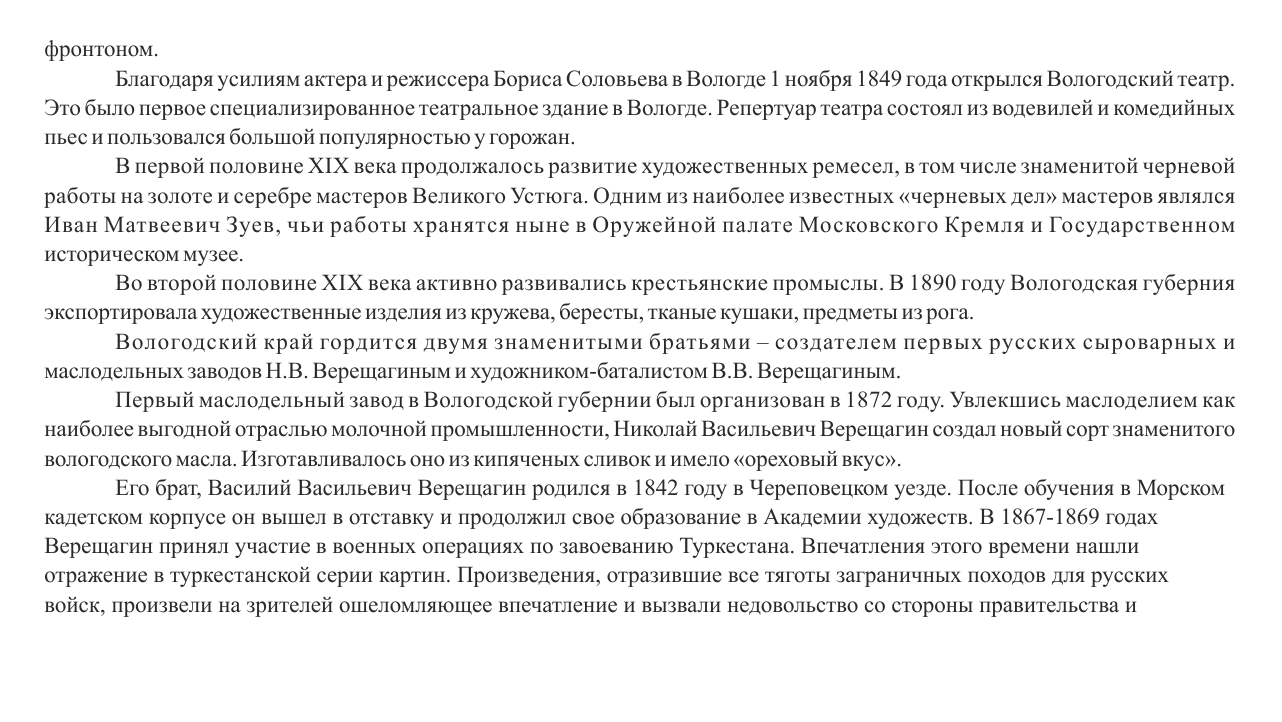 фронтоном.
Благодаря усилиям актера и режиссера Бориса Соловьева в Вологде 1 ноября 1849 года открылся Вологодский театр.
Это было первое специализированное театральное здание в Вологде. Репертуар театра состоял из водевилей и комедийных
пьес и пользовался большой популярностью у горожан.
В первой половине XIX века продолжалось развитие художественных ремесел, в том числе знаменитой черневой
работы на золоте и серебре мастеров Великого Устюга. Одним из наиболее известных «черневых дел» мастеров являлся
Иван Матвеевич Зуев, чьи работы хранятся ныне в Оружейной палате Московского Кремля и Государственном
историческом музее.
Во второй половине XIX века активно развивались крестьянские промыслы. В 1890 году Вологодская губерния
экспортировала художественные изделия из кружева, бересты, тканые кушаки, предметы из рога.
Вологодский край гордится двумя знаменитыми братьями – создателем первых русских сыроварных и
маслодельных заводов Н.В. Верещагиным и художником-баталистом В.В. Верещагиным.
Первый маслодельный завод в Вологодской губернии был организован в 1872 году. Увлекшись маслоделием как
наиболее выгодной отраслью молочной промышленности, Николай Васильевич Верещагин создал новый сорт знаменитого
вологодского масла. Изготавливалось оно из кипяченых сливок и имело «ореховый вкус».
Его брат, Василий Васильевич Верещагин родился в 1842 году в Череповецком уезде. После обучения в Морском
кадетском корпусе он вышел в отставку и продолжил свое образование в Академии художеств. В 1867-1869 годах
Верещагин принял участие в военных операциях по завоеванию Туркестана. Впечатления этого времени нашли
отражение в туркестанской серии картин. Произведения, отразившие все тяготы заграничных походов для русских
войск, произвели на зрителей ошеломляющее впечатление и вызвали недовольство со стороны правительства и